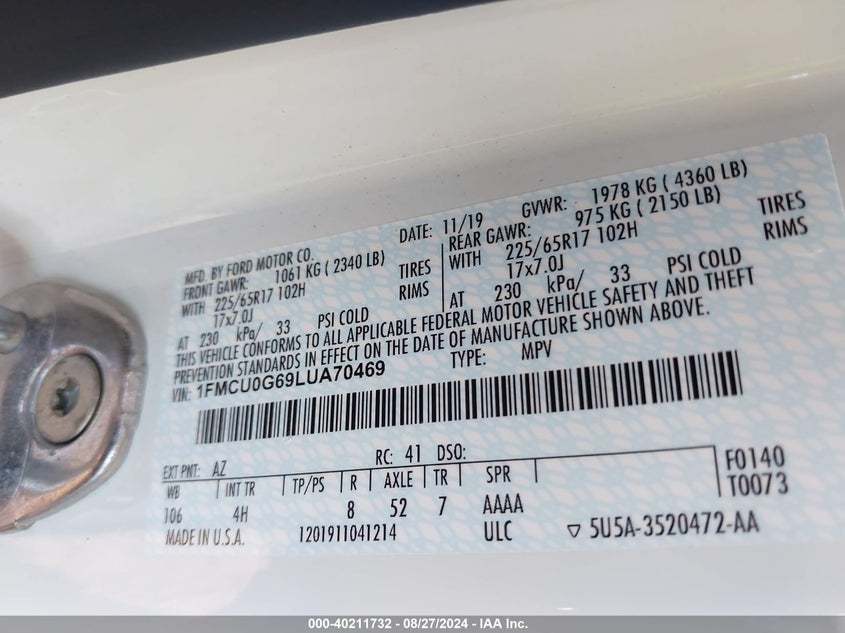 MFD. BY FORD MOTOR CO. DATE: 11/19 GVWR: 1978 KG ( 4360 LB)
FRONT GAWR: 1061 KG ( 2340 LB) REAR GAWR: 975 KG ( 2150 LB)
WITH 225/65R17 102H TIRES WITH 225/65R17 102H TIRES
17x7.0J RIMS 17x7.0J RIMS
AT 230 kPa/ 33 PSI COLD AT 230 kPa/ 33 PSI COLD
THIS VEHICLE CONFORMS TO ALL APPLICABLE FEDERAL MOTOR VEHICLE SAFETY AND THEFT
PREVENTION STANDARDS IN EFFECT ON THE DATE OF MANUFACTURE SHOWN ABOVE.
VIN: 1FMCU0G69LUA70469 TYPE: MPV
EXT PNT: AZ RC: 41 DSO:
WB INT TR TP/PS R AXLE TR SPR F0140
106 4H 8 52 7 AAAA T0073
MADE IN U.S.A. 1201911041214 ULC ▽ 5U5A-3520472-AA
000-40211732 - 08/27/2024 - IAA Inc.